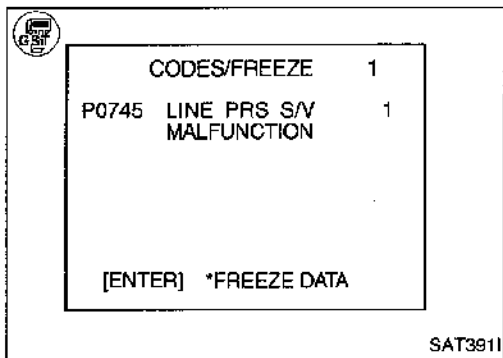 GST
CODES/FREEZE 1
P0745 LINE PRS S/V 1
MALFUNCTION
[ENTER] *FREEZE DATA
SAT391I